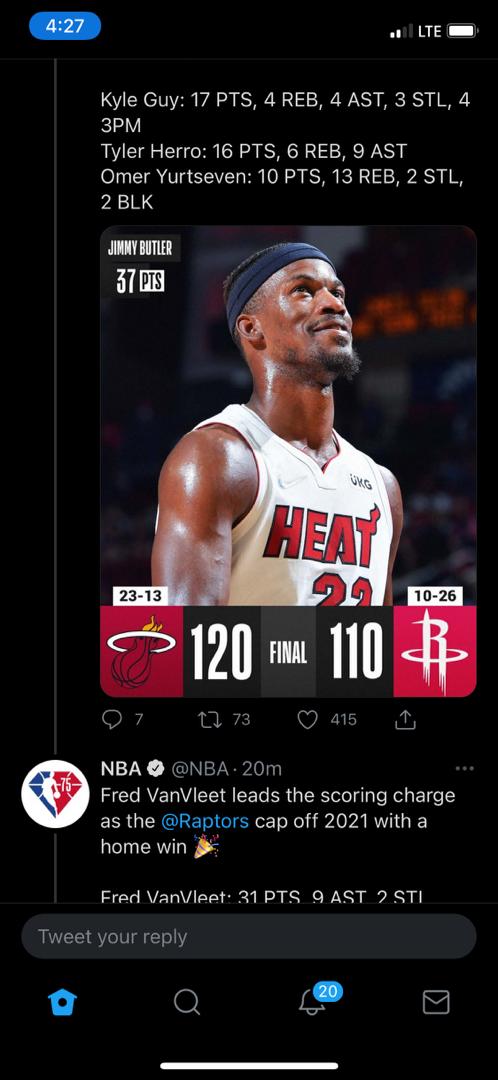 4:27
LTE
Kyle Guy: 17 PTS, 4 REB, 4 AST, 3 STL, 4
3PM
Tyler Herro: 16 PTS, 6 REB, 9 AST
Omer Yurtseven: 10 PTS, 13 REB, 2 STL,
2 BLK
JIMMY BUTLER
37 PTS
UKG
HEAT
22
23-13
10-26
120 FINAL 110
R
7 73 415
75
NBA @NBA · 20m
Fred VanVleet leads the scoring charge
as the @Raptors cap off 2021 with a
home win 🎉
Fred VanVleet: 31 PTS, 9 AST, 2 STL
Tweet your reply
20